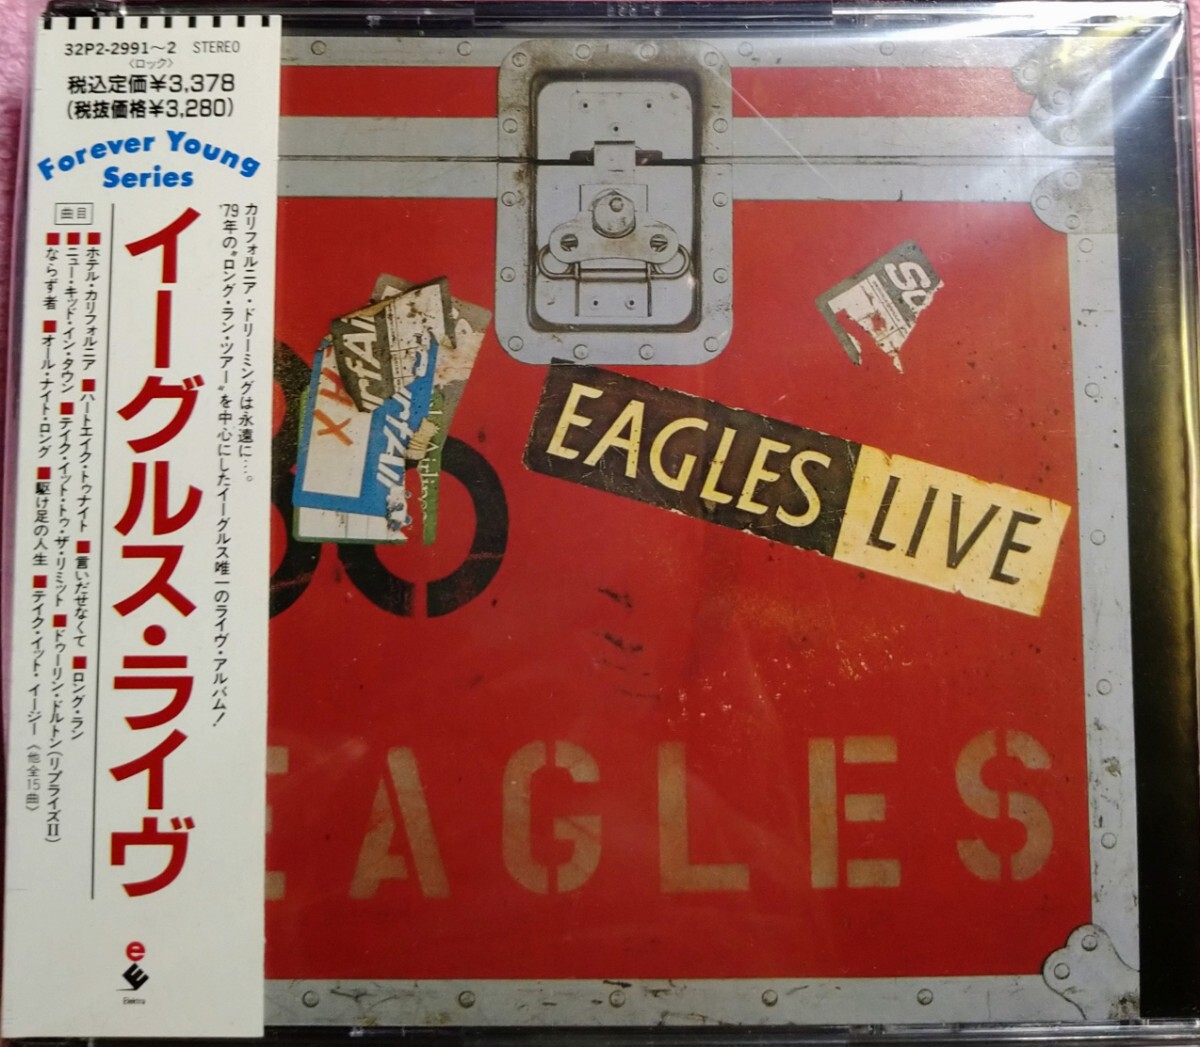 32P2-2991〜2 STEREO
〈ロック〉
税込定価¥3,378
(税抜価格¥3,280)
Forever Young
Series
カリフォルニア・ドリーミングは永遠に…。
'79年の“ロング・ラン・ツアー”を中心にしたイーグルス唯一のライヴ・アルバム!
イーグルス・ライヴ
曲目
■ホテル・カリフォルニア ■ハートエイク・トゥナイト ■言いだせなくて ■ロング・ラン
■ニュー・キッド・イン・タウン ■テイク・イット・トゥ・ザ・リミット ■ドゥーリン・ドルトン(リプライズII)
■ならず者 ■オール・ナイト・ロング ■駆け足の人生 ■テイク・イット・イージー〈他全15曲〉
e
Elektra
EAGLES LIVE
EAGLES